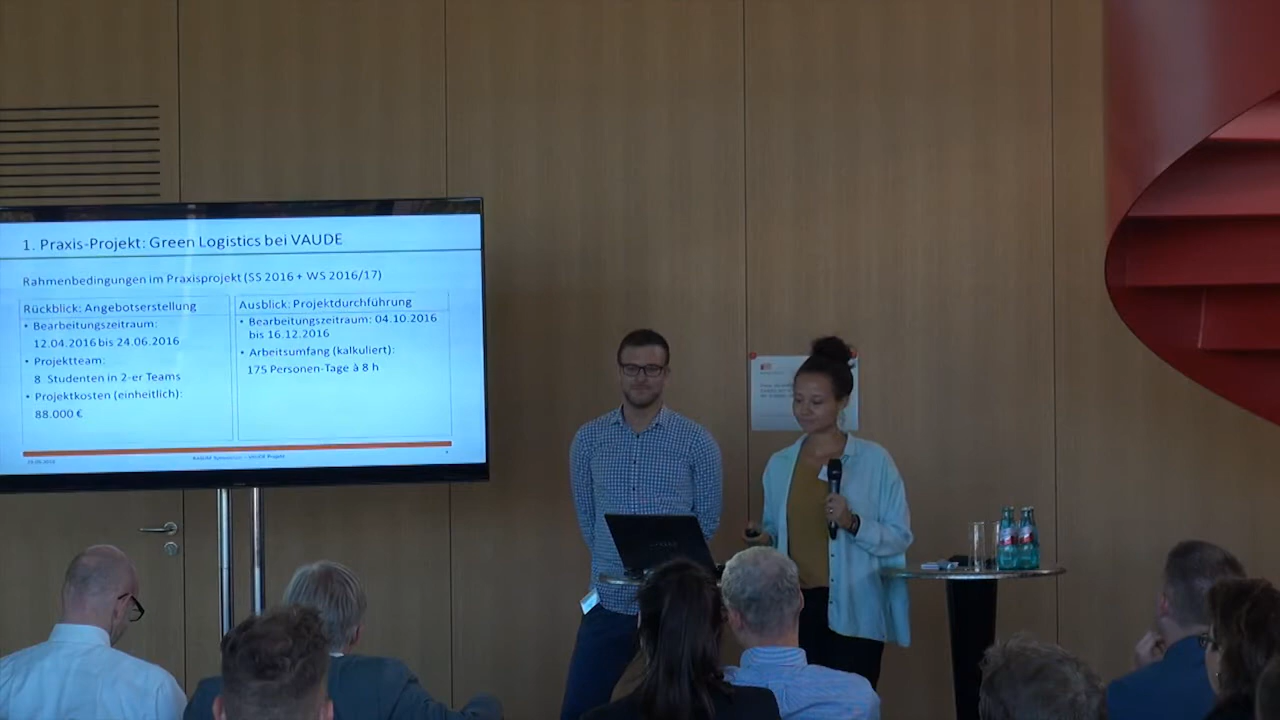 1. Praxis-Projekt: Green Logistics bei VAUDE
Rahmenbedingungen im Praxisprojekt (SS 2016 + WS 2016/17)
Rückblick: Angebotserstellung
• Bearbeitungszeitraum:
12.04.2016 bis 24.06.2016
• Projektteam:
8 Studenten in 2-er Teams
• Projektkosten (einheitlich):
88.000 €
Ausblick: Projektdurchführung
• Bearbeitungszeitraum: 04.10.2016
bis 16.12.2016
• Arbeitsumfang (kalkuliert):
175 Personen-Tage à 8 h